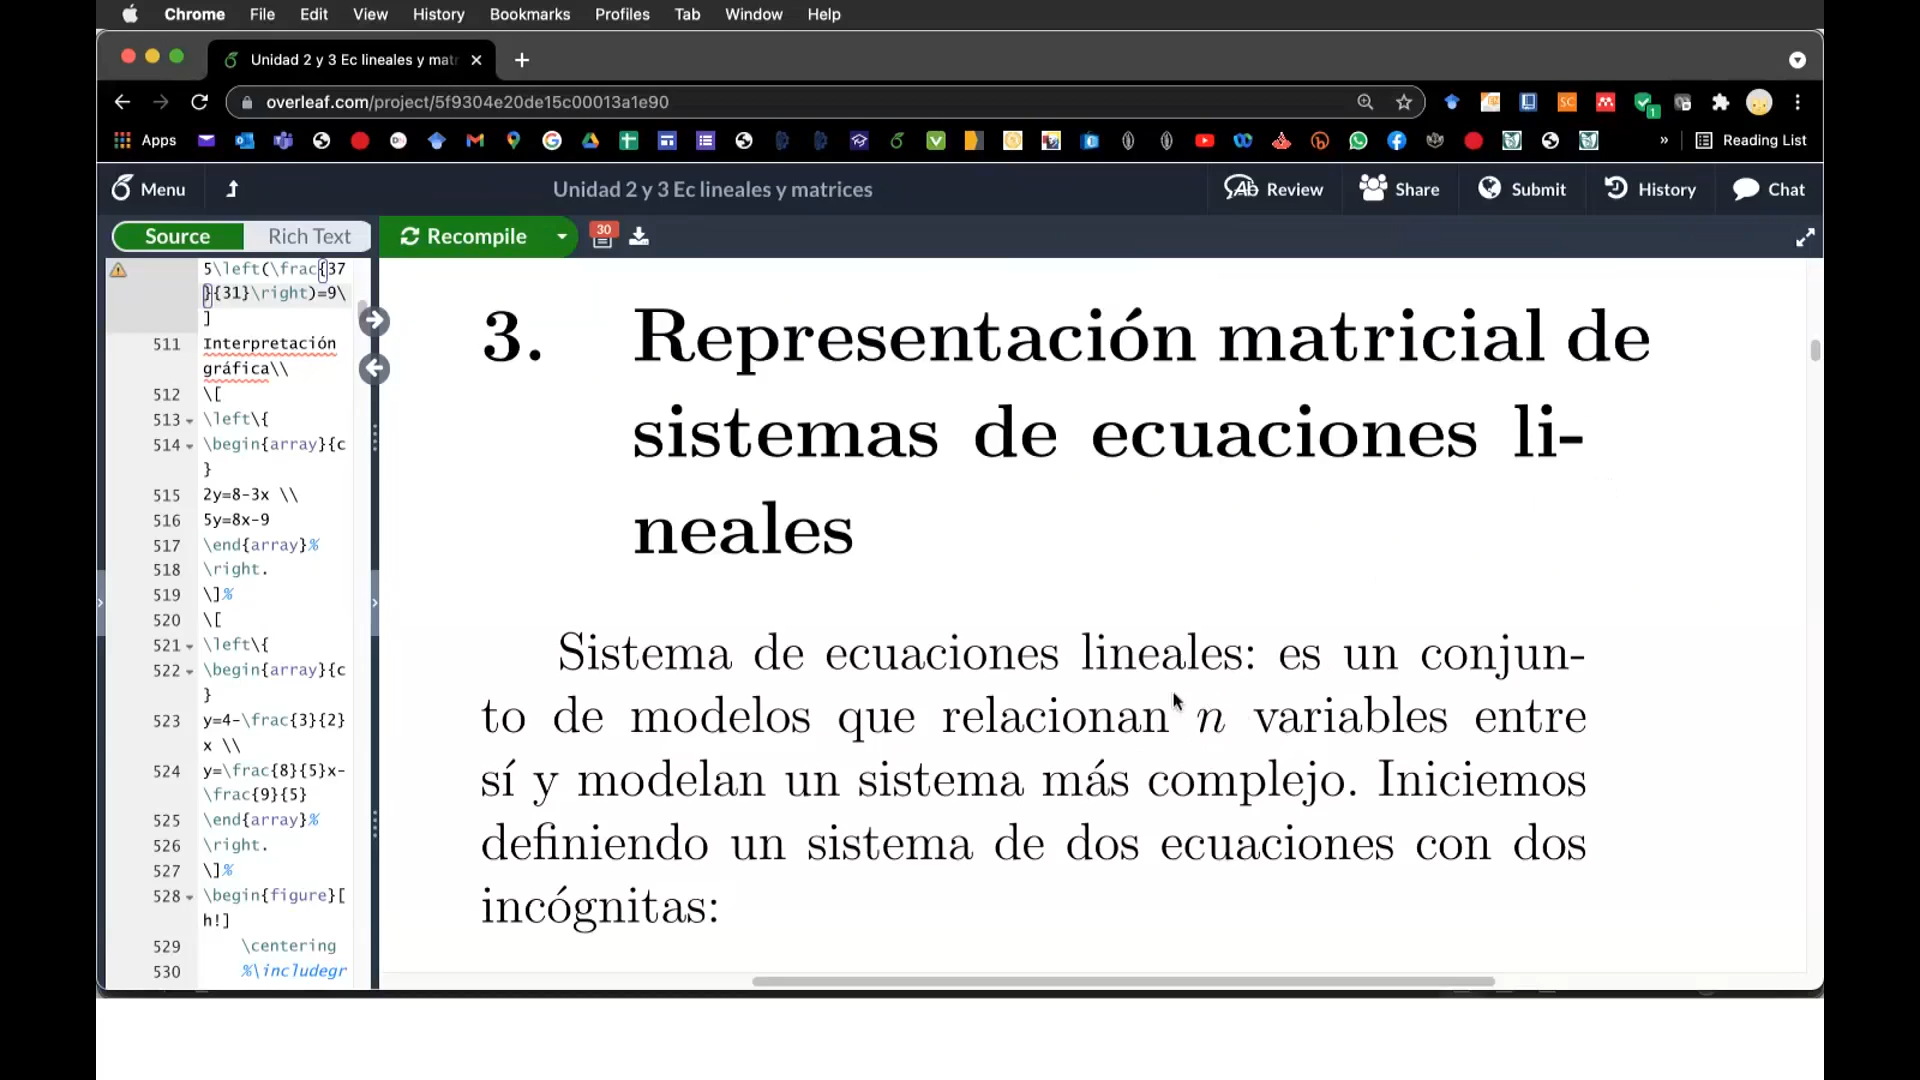 Chrome File Edit View History Bookmarks Profiles Tab Window Help
Unidad 2 y 3 Ec lineales y mat
overleaf.com/project/5f9304e20de15c00013a1e90
Apps
» Reading List
Menu
Unidad 2 y 3 Ec lineales y matrices
Review Share Submit History Chat
Source Rich Text
Recompile
30
5\left(\frac{37
}{31}\right)=9\
]
511 Interpretación
gráfica\\
512 \[
513 \left\{
514 \begin{array}{c
}
515 2y=8-3x \\
516 5y=8x-9
517 \end{array}%
518 \right.
519 \]%
520 \[
521 \left\{
522 \begin{array}{c
}
523 y=4-\frac{3}{2}
x \\
524 y=\frac{8}{5}x-
\frac{9}{5}
525 \end{array}%
526 \right.
527 \]%
528 \begin{figure}[
h!]
529 \centering
530 %\includegr
3. Representación matricial de
sistemas de ecuaciones li-
neales
Sistema de ecuaciones lineales: es un conjun-
to de modelos que relacionan n variables entre
sí y modelan un sistema más complejo. Iniciemos
definiendo un sistema de dos ecuaciones con dos
incógnitas: